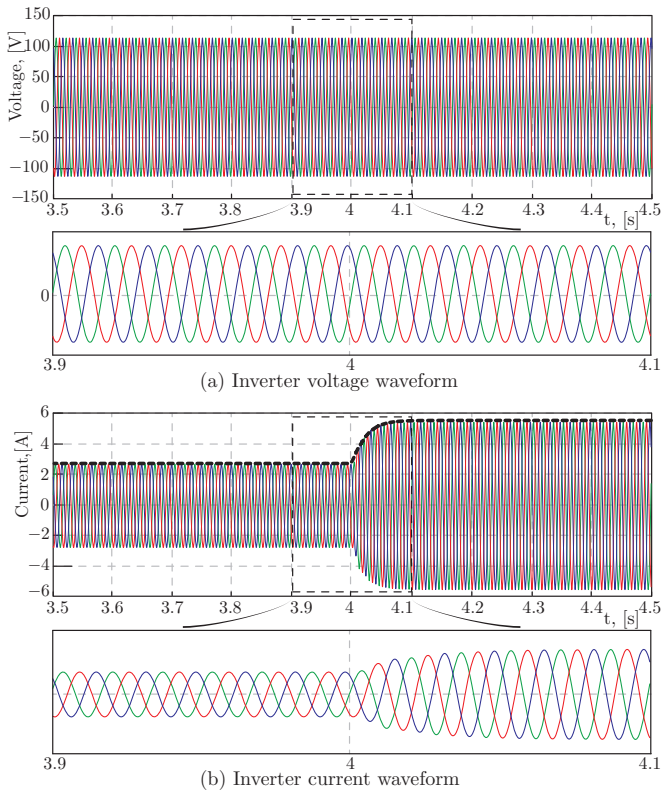 Voltage, [V]
150
100
50
0
−50
−100
−150
3.5 3.6 3.7 3.8 3.9 4 4.1 4.2 4.3 4.4 4.5
t, [s]
0
3.9 4 4.1
(a) Inverter voltage waveform
Current,[A]
6
4
2
0
−2
−4
−6
3.5 3.6 3.7 3.8 3.9 4 4.1 4.2 4.3 4.4 4.5
t, [s]
3.9 4 4.1
(b) Inverter current waveform